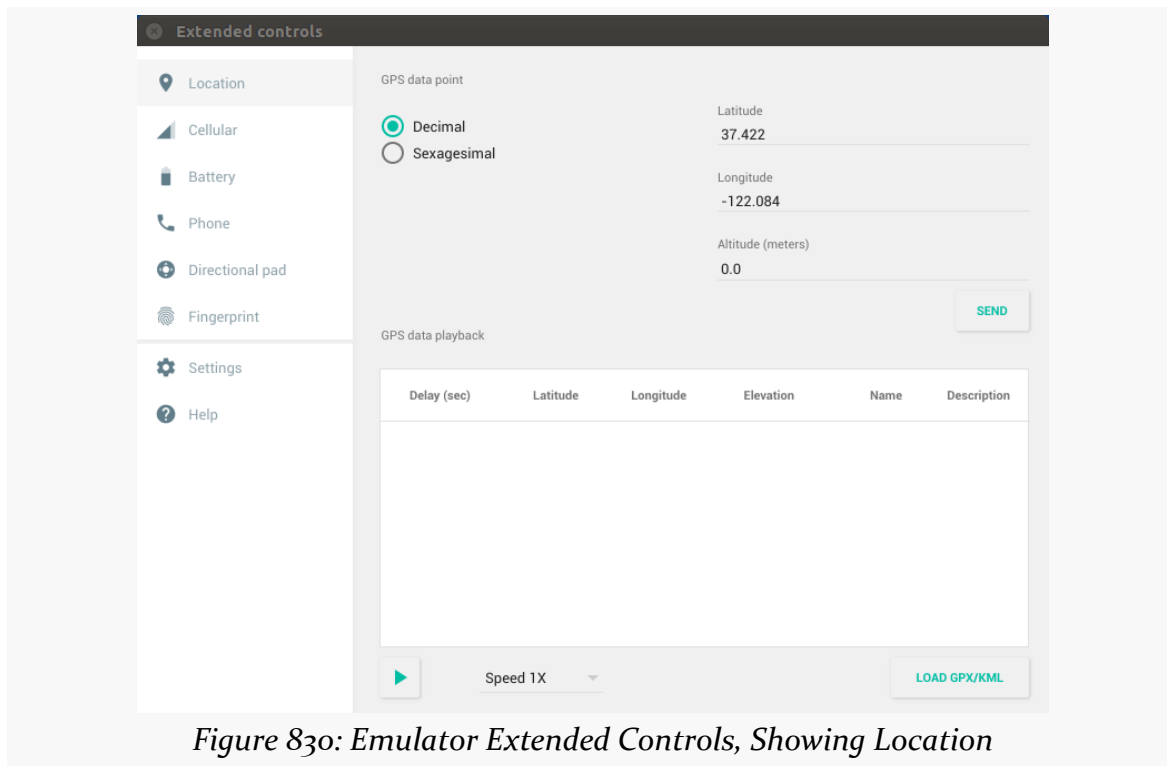 Extended controls
Location
Cellular
Battery
Phone
Directional pad
Fingerprint
Settings
Help
GPS data point
Decimal
Sexagesimal
Latitude
37.422
Longitude
-122.084
Altitude (meters)
0.0
SEND
GPS data playback
Delay (sec) Latitude Longitude Elevation Name Description
Speed 1X LOAD GPX/KML
Figure 830: Emulator Extended Controls, Showing Location